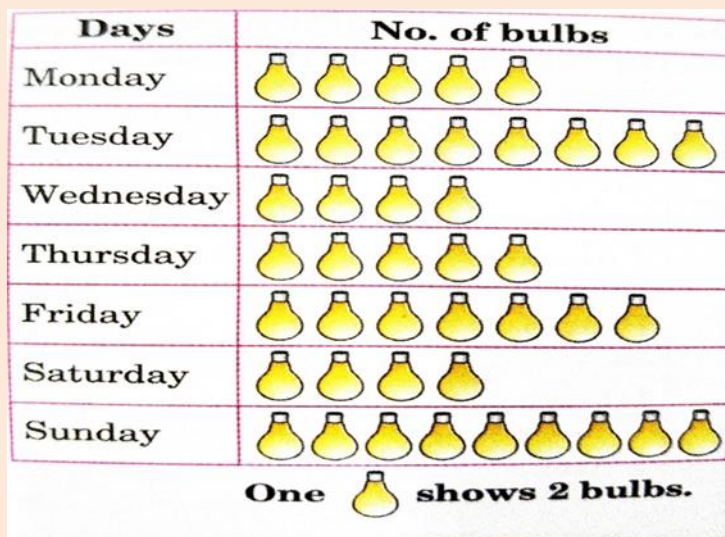 Days No. of bulbs
Monday
Tuesday
Wednesday
Thursday
Friday
Saturday
Sunday
One shows 2 bulbs.